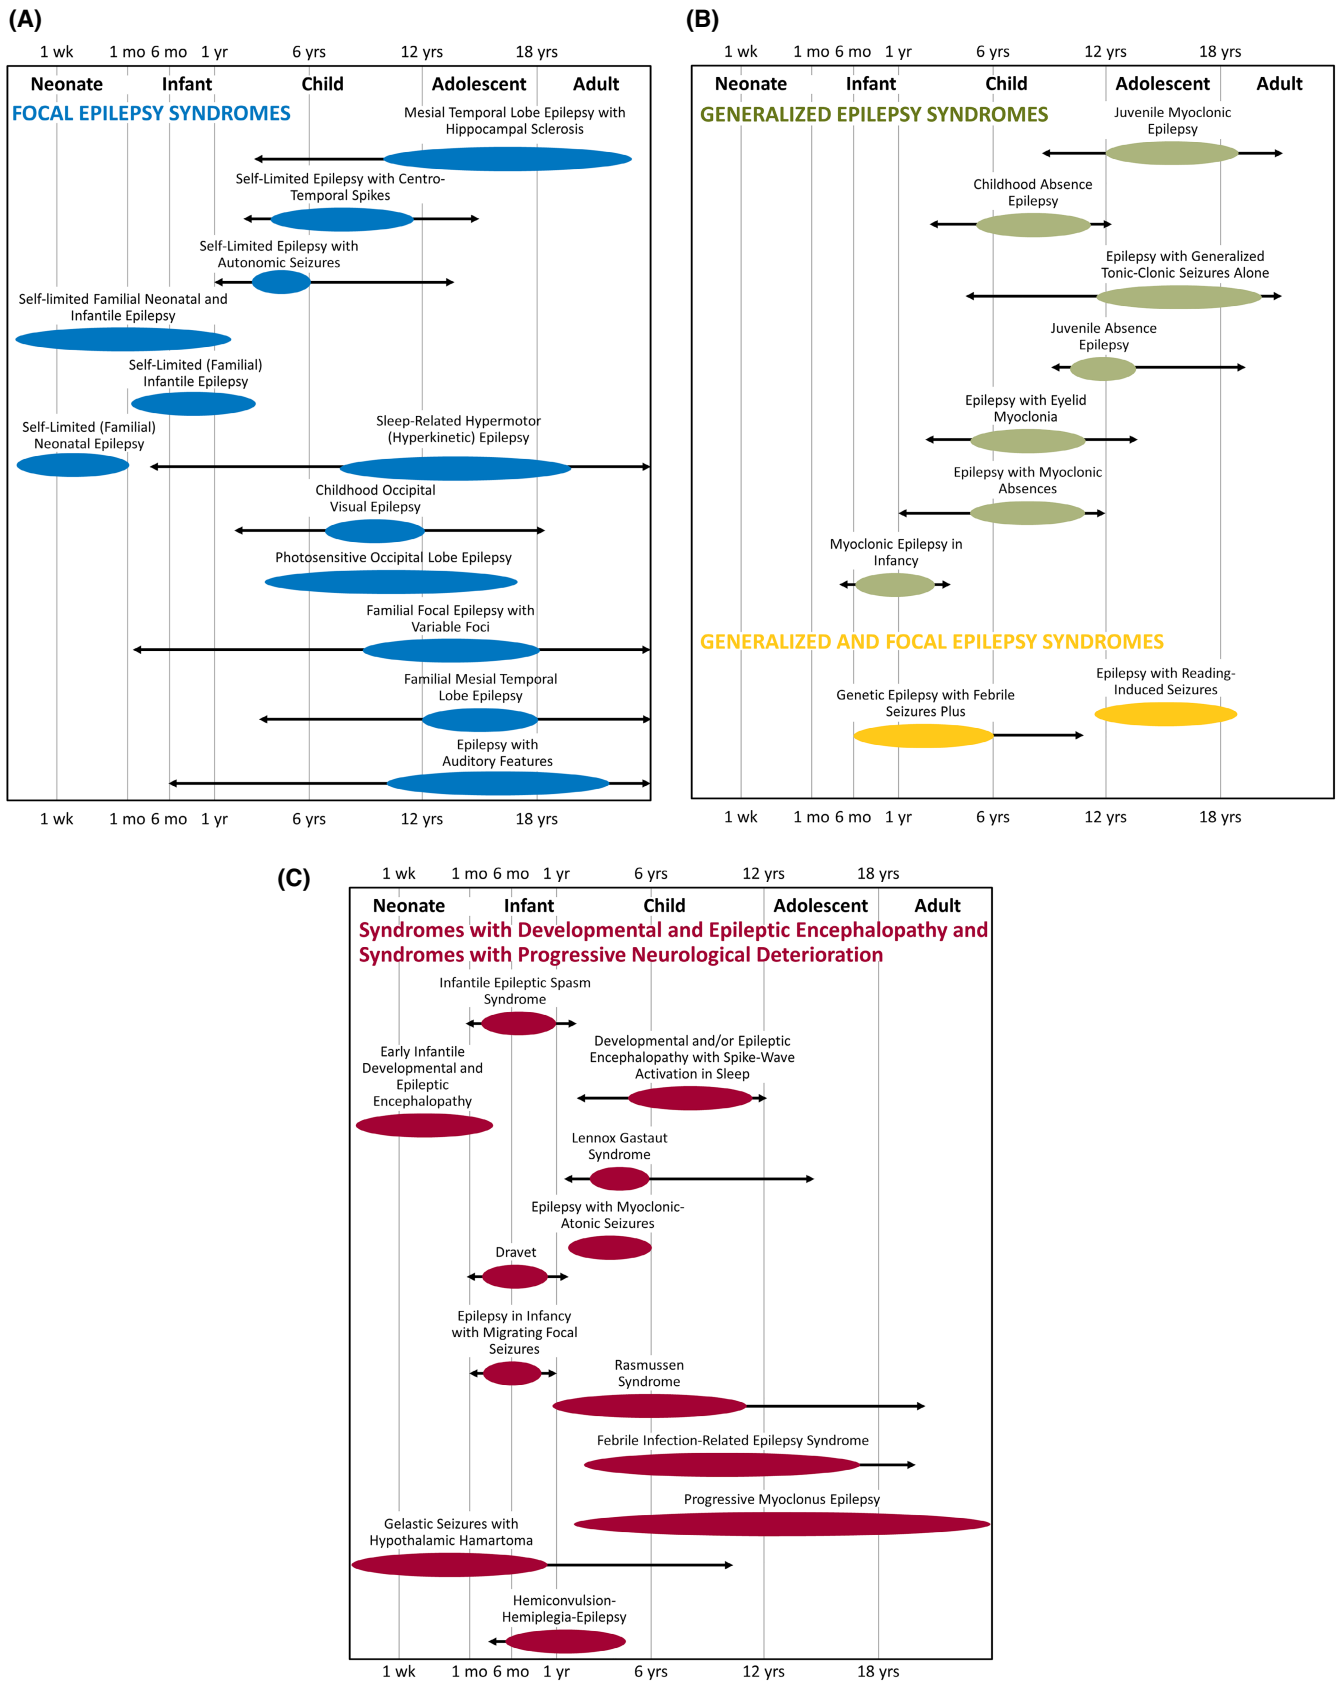 (A)
1 wk 1 mo 6 mo 1 yr 6 yrs 12 yrs 18 yrs
Neonate Infant Child Adolescent Adult
FOCAL EPILEPSY SYNDROMES
Mesial Temporal Lobe Epilepsy with
Hippocampal Sclerosis
Self-Limited Epilepsy with Centro-
Temporal Spikes
Self-Limited Epilepsy with
Autonomic Seizures
Self-limited Familial Neonatal and
Infantile Epilepsy
Self-Limited (Familial)
Infantile Epilepsy
Self-Limited (Familial)
Neonatal Epilepsy
Sleep-Related Hypermotor
(Hyperkinetic) Epilepsy
Childhood Occipital
Visual Epilepsy
Photosensitive Occipital Lobe Epilepsy
Familial Focal Epilepsy with
Variable Foci
Familial Mesial Temporal
Lobe Epilepsy
Epilepsy with
Auditory Features
1 wk 1 mo 6 mo 1 yr 6 yrs 12 yrs 18 yrs
(B)
1 wk 1 mo 6 mo 1 yr 6 yrs 12 yrs 18 yrs
Neonate Infant Child Adolescent Adult
GENERALIZED EPILEPSY SYNDROMES
Juvenile Myoclonic
Epilepsy
Childhood Absence
Epilepsy
Epilepsy with Generalized
Tonic-Clonic Seizures Alone
Juvenile Absence
Epilepsy
Epilepsy with Eyelid
Myoclonia
Epilepsy with Myoclonic
Absences
Myoclonic Epilepsy in
Infancy
GENERALIZED AND FOCAL EPILEPSY SYNDROMES
Epilepsy with Reading-
Induced Seizures
Genetic Epilepsy with Febrile
Seizures Plus
1 wk 1 mo 6 mo 1 yr 6 yrs 12 yrs 18 yrs
(C)
1 wk 1 mo 6 mo 1 yr 6 yrs 12 yrs 18 yrs
Neonate Infant Child Adolescent Adult
Syndromes with Developmental and Epileptic Encephalopathy and
Syndromes with Progressive Neurological Deterioration
Infantile Epileptic Spasm
Syndrome
Developmental and/or Epileptic
Encephalopathy with Spike-Wave
Activation in Sleep
Early Infantile
Developmental and
Epileptic
Encephalopathy
Lennox Gastaut
Syndrome
Epilepsy with Myoclonic-
Atonic Seizures
Dravet
Epilepsy in Infancy
with Migrating Focal
Seizures
Rasmussen
Syndrome
Febrile Infection-Related Epilepsy Syndrome
Progressive Myoclonus Epilepsy
Gelastic Seizures with
Hypothalamic Hamartoma
Hemiconvulsion-
Hemiplegia-Epilepsy
1 wk 1 mo 6 mo 1 yr 6 yrs 12 yrs 18 yrs